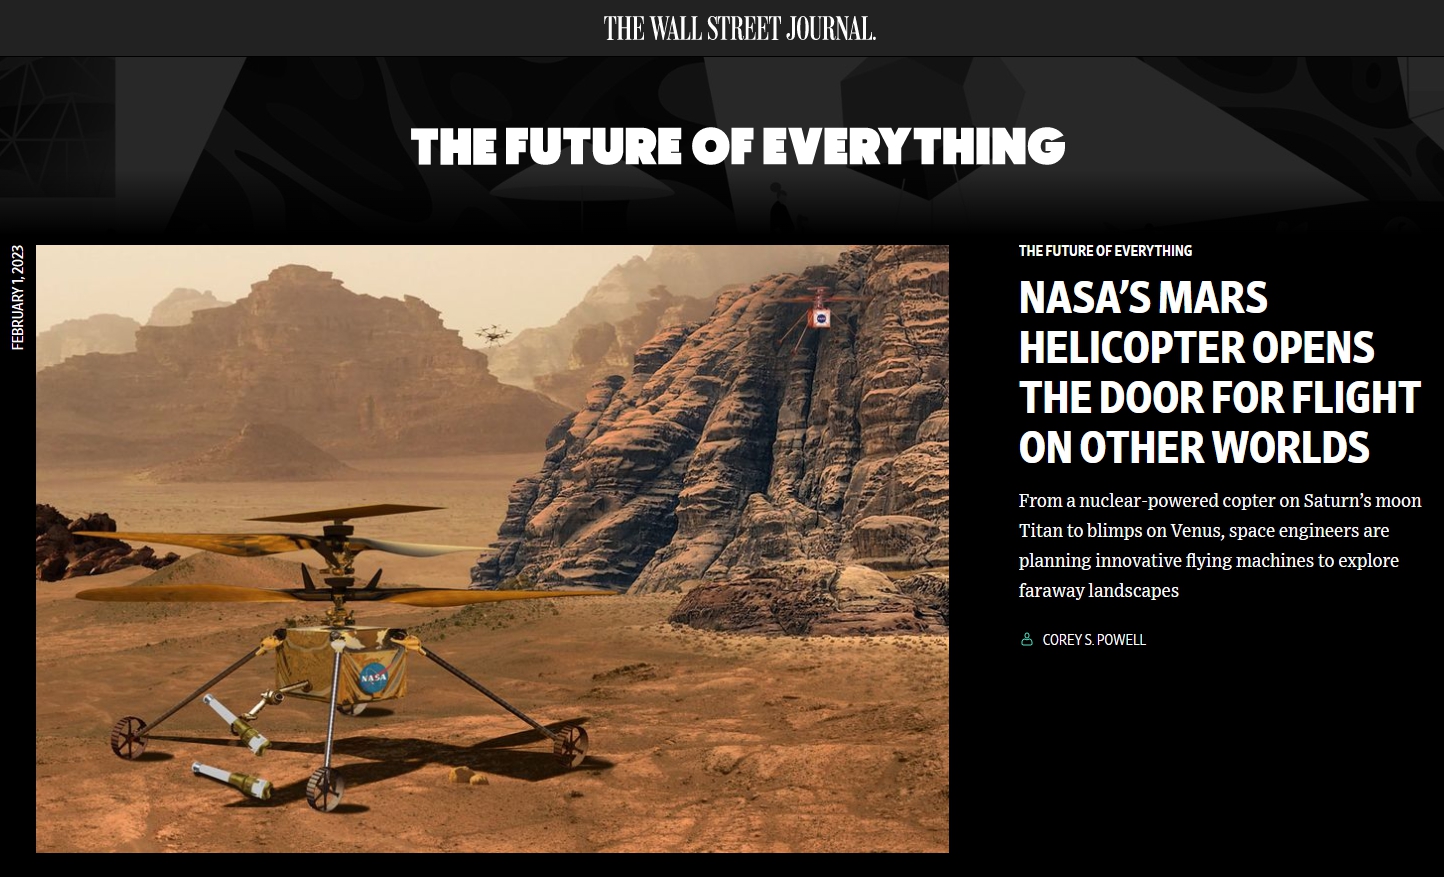 THE WALL STREET JOURNAL.
THE FUTURE OF EVERYTHING
FEBRUARY 1, 2023
NASA
NASA
THE FUTURE OF EVERYTHING
NASA’S MARS
HELICOPTER OPENS
THE DOOR FOR FLIGHT
ON OTHER WORLDS
From a nuclear-powered copter on Saturn’s moon
Titan to blimps on Venus, space engineers are
planning innovative flying machines to explore
faraway landscapes
COREY S. POWELL